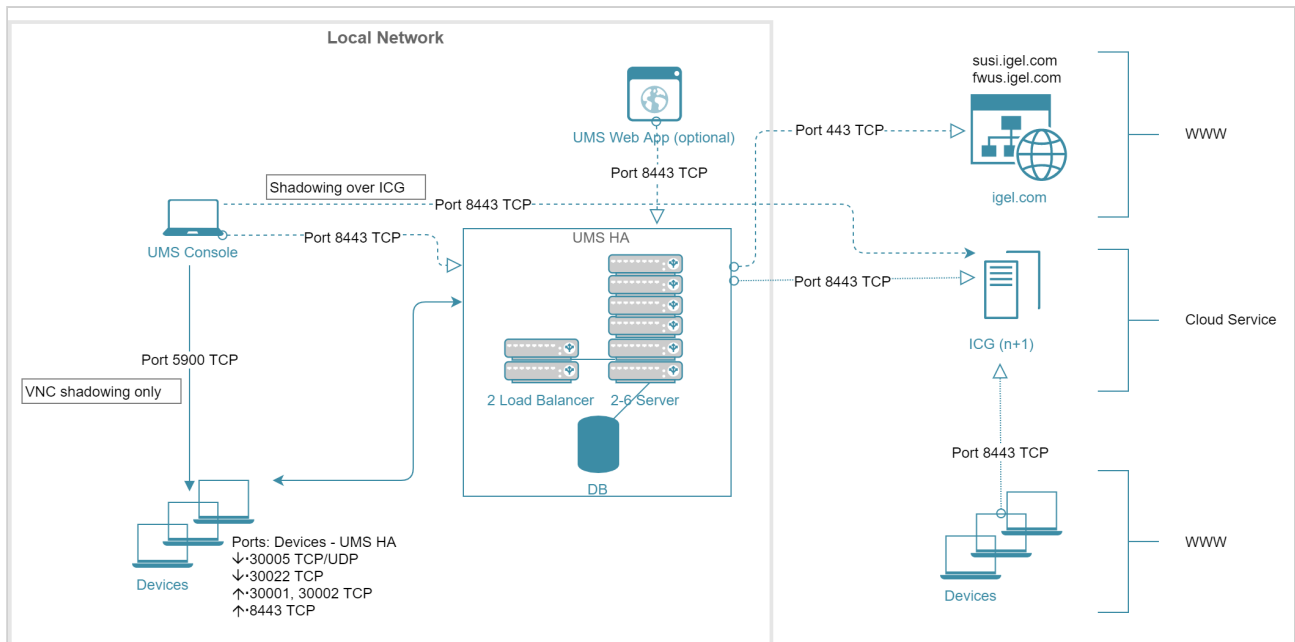 Local Network
susi.igel.com
fwus.igel.com
UMS Web App (optional)
Port 443 TCP
WWW
Port 8443 TCP
Shadowing over ICG
igel.com
Port 8443 TCP
Port 8443 TCP
UMS HA
UMS Console
Port 8443 TCP
Cloud Service
ICG (n+1)
Port 5900 TCP
VNC shadowing only
2 Load Balancer
2-6 Server
Port 8443 TCP
DB
Ports: Devices - UMS HA
↓·30005 TCP/UDP
↓·30022 TCP
↑·30001, 30002 TCP
↑·8443 TCP
Devices
WWW
Devices